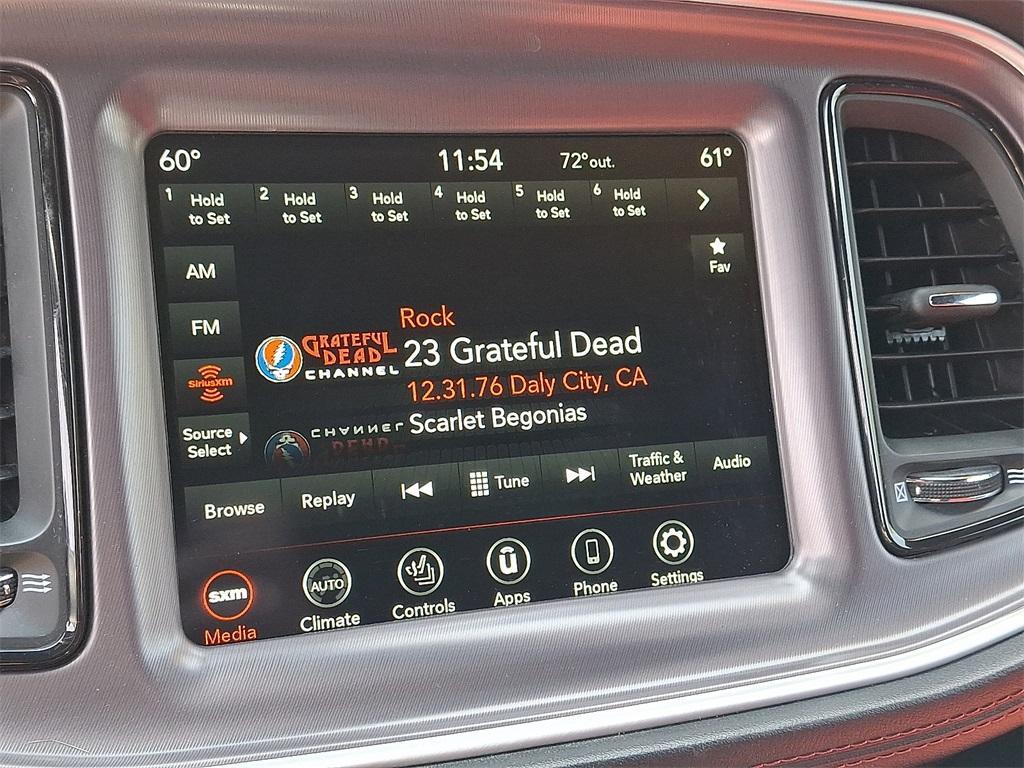 60° 11:54 72°out. 61°
1 Hold to Set 2 Hold to Set 3 Hold to Set 4 Hold to Set 5 Hold to Set 6 Hold to Set
AM
Fav
FM
Rock
GRATEFUL
DEAD
CHANNEL
23 Grateful Dead
SiriusXM
12.31.76 Daly City, CA
Scarlet Begonias
Source
Select
CHANNEL
DEAD
Browse Replay Tune Traffic & Weather Audio
sxm AUTO u
Media Climate Controls Apps Phone Settings